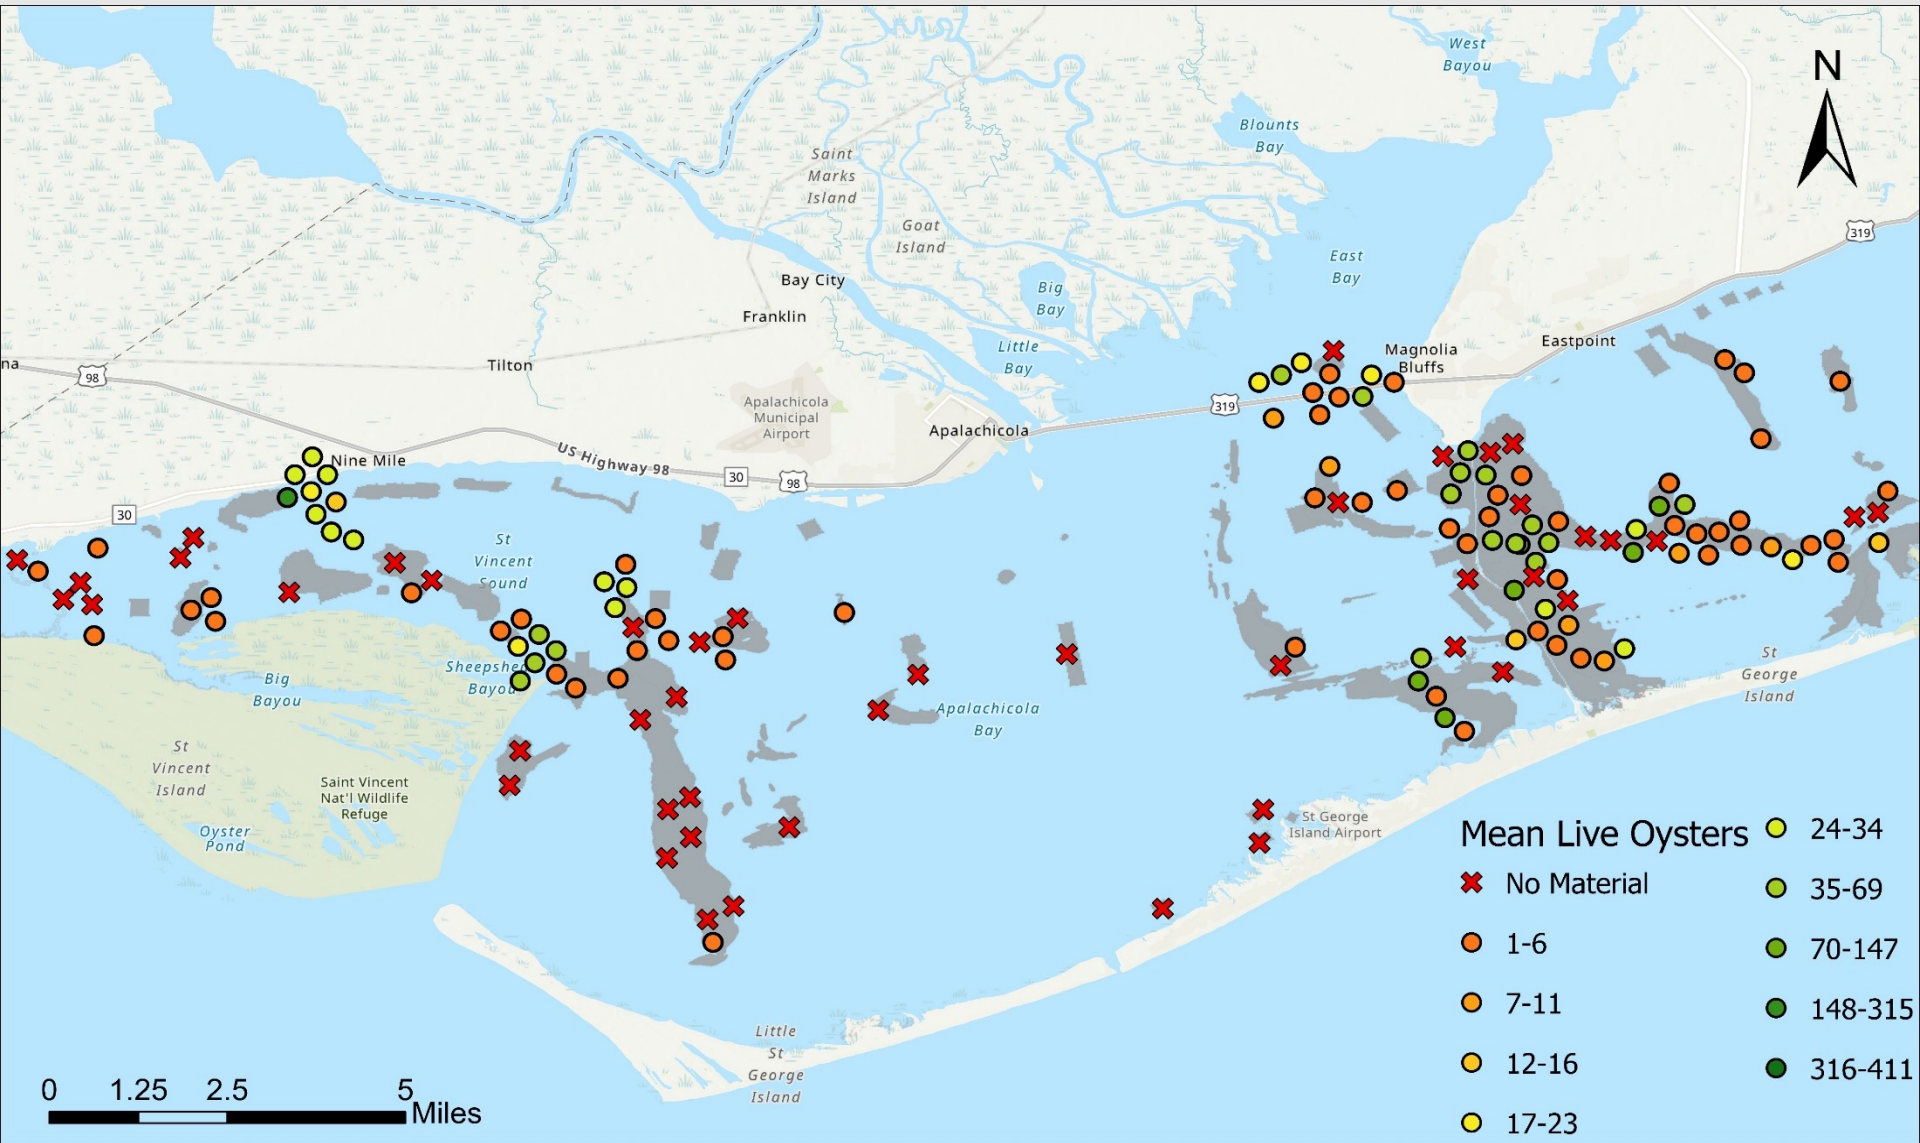 West
Bayou
N
Blounts
Bay
Saint
Marks
Island
Goat
Island
319
East
Bay
Bay City
Big
Bay
Franklin
Little
Bay
Magnolia
Bluffs
Eastpoint
na
98
Tilton
Apalachicola
Municipal
Airport
319
Apalachicola
Nine Mile
US Highway 98
30
98
30
St
Vincent
Sound
Sheepshe
Bayou
Big
Bayou
St
George
Island
Apalachicola
Bay
St
Vincent
Island
Saint Vincent
Nat'l Wildlife
Refuge
Oyster
Pond
St George
Island Airport
Mean Live Oysters
No Material
1-6
7-11
12-16
17-23
24-34
35-69
70-147
148-315
316-411
Little
St
George
Island
0 1.25 2.5 5
Miles